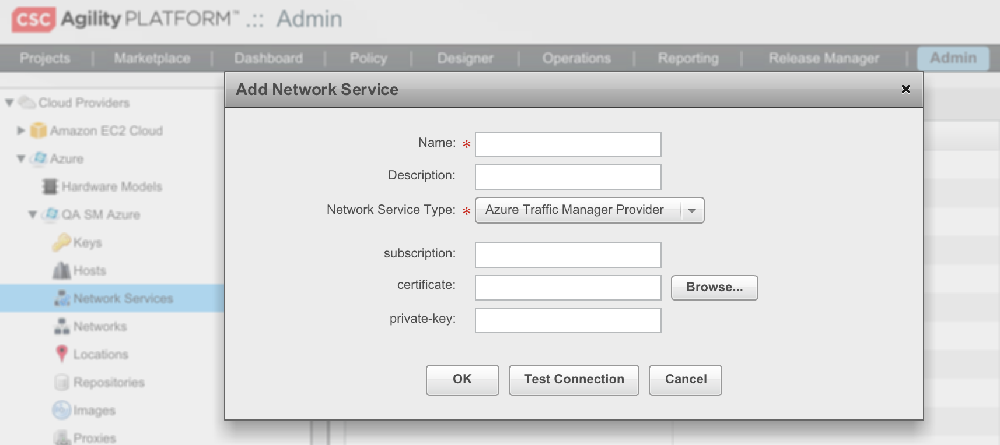 CSC Agility PLATFORM™ .:: Admin
Projects | Marketplace | Dashboard | Policy | Designer | Operations | Reporting | Release Manager | Admin
Add Network Service
Cloud Providers
Amazon EC2 Cloud
Azure
Hardware Models
QA SM Azure
Keys
Hosts
Network Services
Networks
Locations
Repositories
Images
Proxies
Name: *
Description:
Network Service Type: * Azure Traffic Manager Provider
subscription:
certificate: Browse...
private-key:
OK Test Connection Cancel